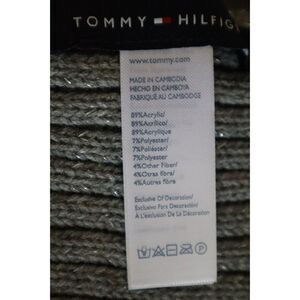 TOMMY HILFIG
www.tommy.com
MADE IN CAMBODIA
HECHO EN CAMBOYA
FABRIQUE AU CAMBODGE
89%Acrylic/
89%Acrílico/
89%Acrylique
7%Polyester/
7%Poliéster/
7%Polyester
4%Other Fiber/
4%Otras fibra/
4%Autres fibre
Exclusive Of Decoration/
Exclusivo Para Decoración/
A L'exclusion De La Décoration
P